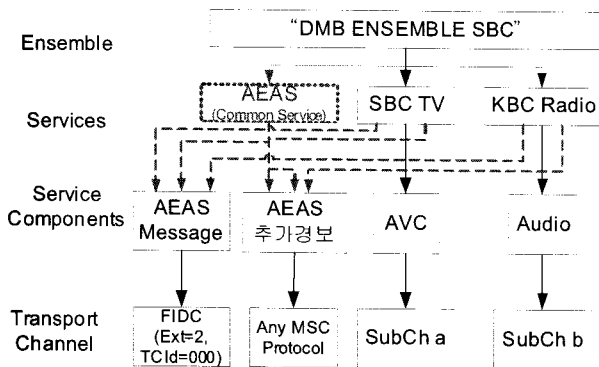 Ensemble
"DMB ENSEMBLE SBC"
Services
AEAS
(Common Service)
SBC TV
KBC Radio
Service
Components
AEAS
Message
AEAS
추가경보
AVC
Audio
Transport
Channel
FIDC
(Ext=2,
TCId=000)
Any MSC
Protocol
SubCh a
SubCh b